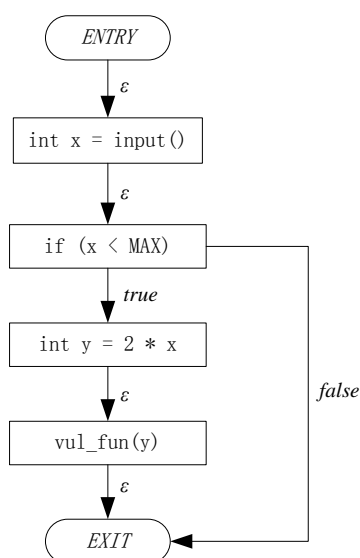 ENTRY
ε
int x = input()
ε
if (x < MAX)
true
int y = 2 * x
false
ε
vul_fun(y)
ε
EXIT